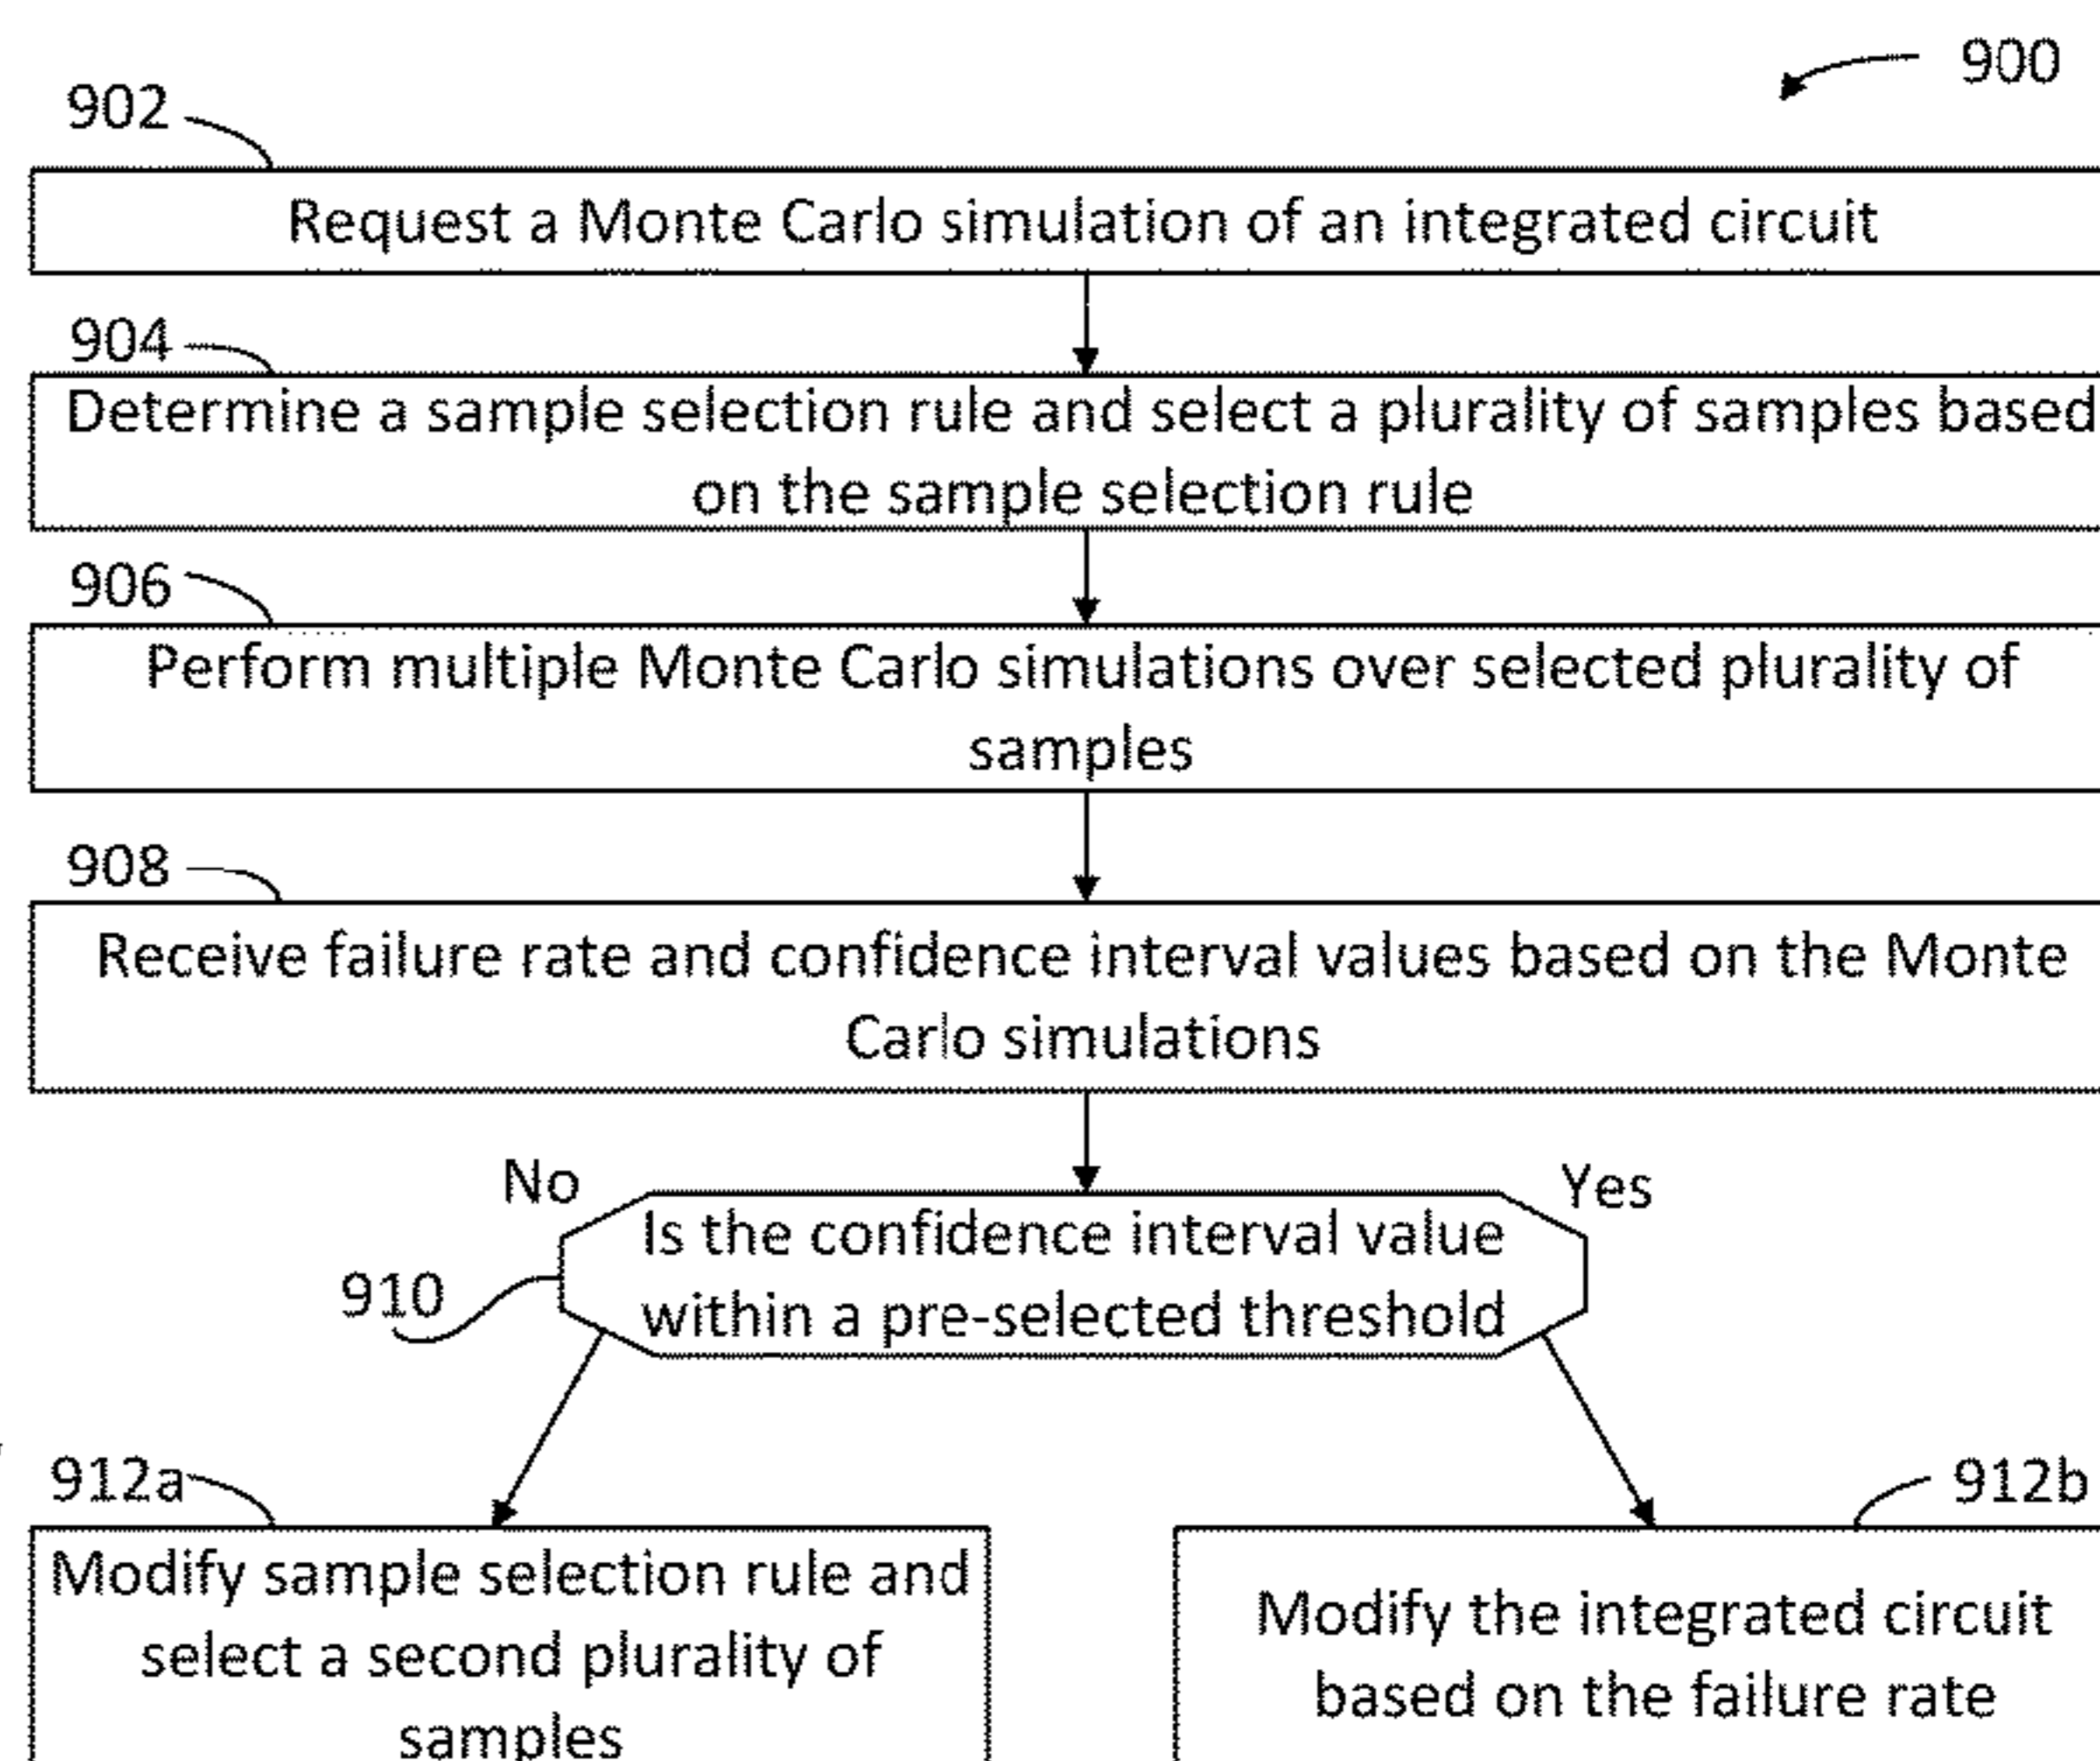 900
902
Request a Monte Carlo simulation of an integrated circuit
904
Determine a sample selection rule and select a plurality of samples based
on the sample selection rule
906
Perform multiple Monte Carlo simulations over selected plurality of
samples
908
Receive failure rate and confidence interval values based on the Monte
Carlo simulations
No
Yes
Is the confidence interval value
within a pre-selected threshold
910
912a
912b
Modify sample selection rule and
select a second plurality of
samples
Modify the integrated circuit
based on the failure rate